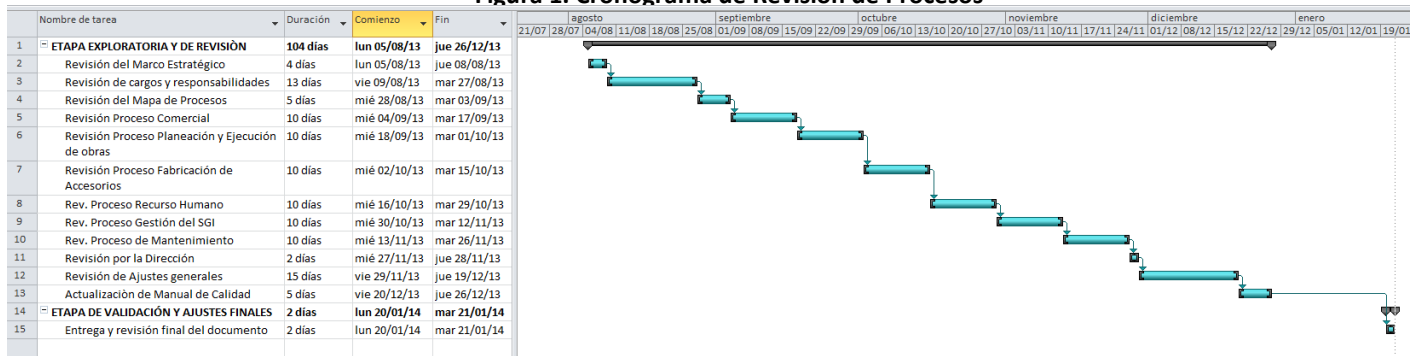 Figura 1. Cronograma de Revisión de Procesos
Nombre de tarea Duración Comienzo Fin
agosto septiembre octubre noviembre diciembre enero
21/07 28/07 04/08 11/08 18/08 25/08 01/09 08/09 15/09 22/09 29/09 06/10 13/10 20/10 27/10 03/11 10/11 17/11 24/11 01/12 08/12 15/12 22/12 29/12 05/01 12/01 19/01
1 ETAPA EXPLORATORIA Y DE REVISIÒN 104 días lun 05/08/13 jue 26/12/13
2 Revisión del Marco Estratégico 4 días lun 05/08/13 jue 08/08/13
3 Revisión de cargos y responsabilidades 13 días vie 09/08/13 mar 27/08/13
4 Revisión del Mapa de Procesos 5 días mié 28/08/13 mar 03/09/13
5 Revisión Proceso Comercial 10 días mié 04/09/13 mar 17/09/13
6 Revisión Proceso Planeación y Ejecución 10 días mié 18/09/13 mar 01/10/13
de obras
7 Revisión Proceso Fabricación de 10 días mié 02/10/13 mar 15/10/13
Accesorios
8 Rev. Proceso Recurso Humano 10 días mié 16/10/13 mar 29/10/13
9 Rev. Proceso Gestión del SGI 10 días mié 30/10/13 mar 12/11/13
10 Rev. Proceso de Mantenimiento 10 días mié 13/11/13 mar 26/11/13
11 Revisión por la Dirección 2 días mié 27/11/13 jue 28/11/13
12 Revisión de Ajustes generales 15 días vie 29/11/13 jue 19/12/13
13 Actualizaciòn de Manual de Calidad 5 días vie 20/12/13 jue 26/12/13
14 ETAPA DE VALIDACIÓN Y AJUSTES FINALES 2 días lun 20/01/14 mar 21/01/14
15 Entrega y revisión final del documento 2 días lun 20/01/14 mar 21/01/14